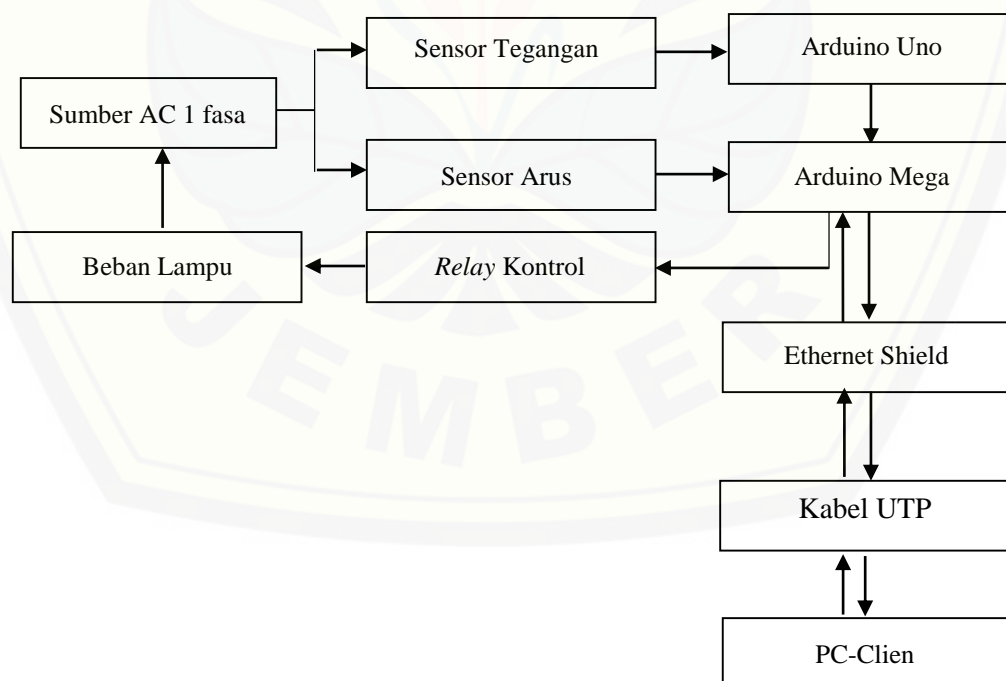 Sensor Tegangan
Arduino Uno
Sumber AC 1 fasa
Sensor Arus
Arduino Mega
Beban Lampu
Relay Kontrol
Ethernet Shield
JEMBER
Kabel UTP
PC-Clien